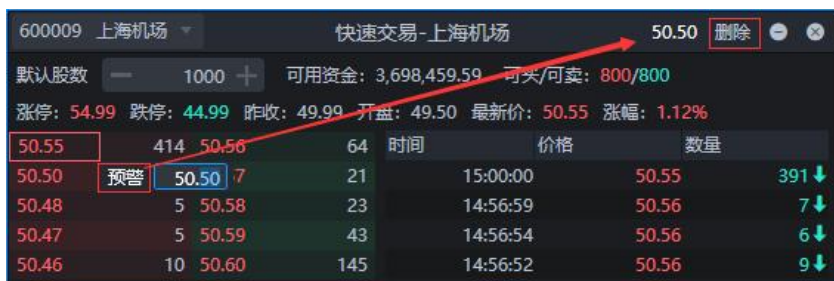 600009 上海机场 快速交易-上海机场 50.50 删除
默认股数 1000 可用资金：3,698,459.59 可买/可卖：800/800
涨停：54.99 跌停：44.99 昨收：49.99 开盘：49.50 最新价：50.55 涨幅：1.12%
50.55 414 50.56 64 时间 价格 数量
50.50 预警 50.50 7 21 15:00:00 50.55 391
50.48 5 50.58 23 14:56:59 50.56 7
50.47 5 50.59 43 14:56:54 50.56 6
50.46 10 50.60 145 14:56:52 50.56 9